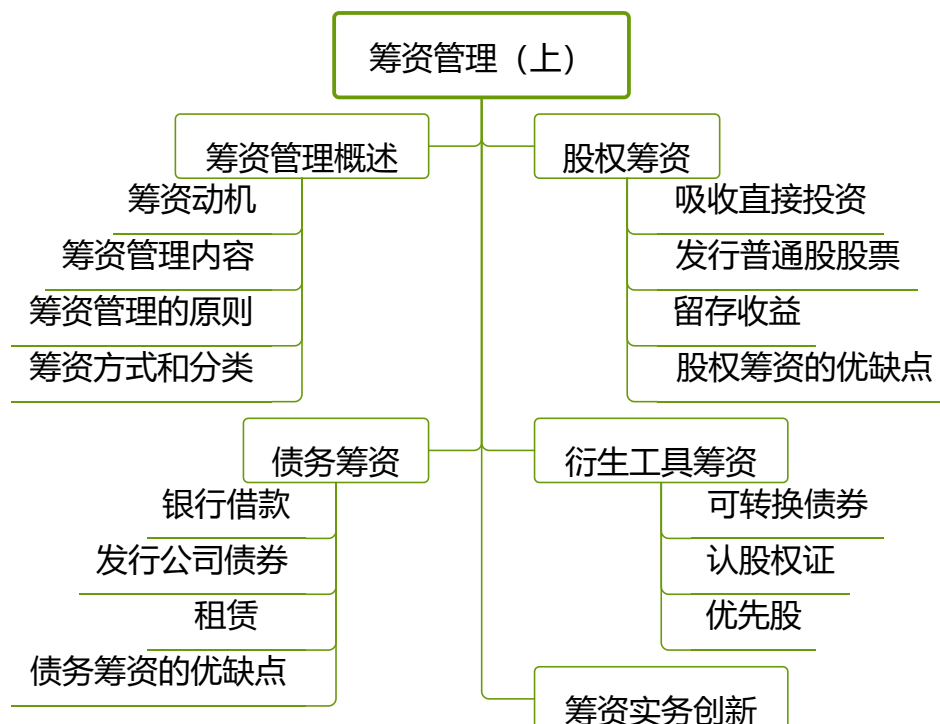 筹资管理（上）
筹资管理概述
筹资动机
筹资管理内容
筹资管理的原则
筹资方式和分类
股权筹资
吸收直接投资
发行普通股股票
留存收益
股权筹资的优缺点
债务筹资
银行借款
发行公司债券
租赁
债务筹资的优缺点
衍生工具筹资
可转换债券
认股权证
优先股
筹资实务创新